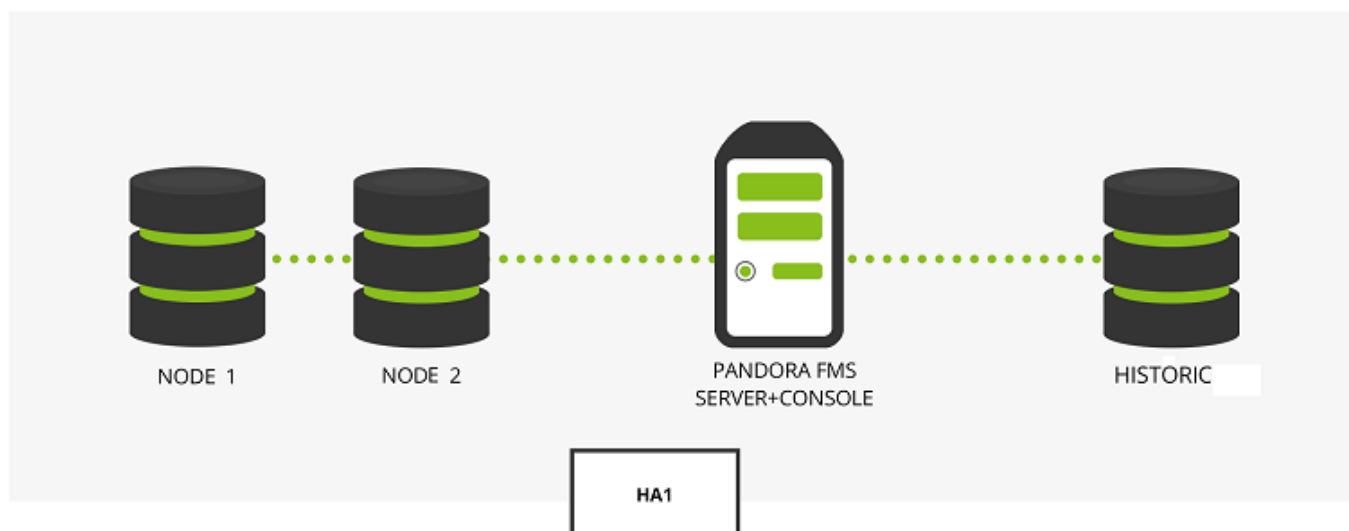 NODE 1
NODE 2
PANDORA FMS
SERVER+CONSOLE
HISTORIC
HA1